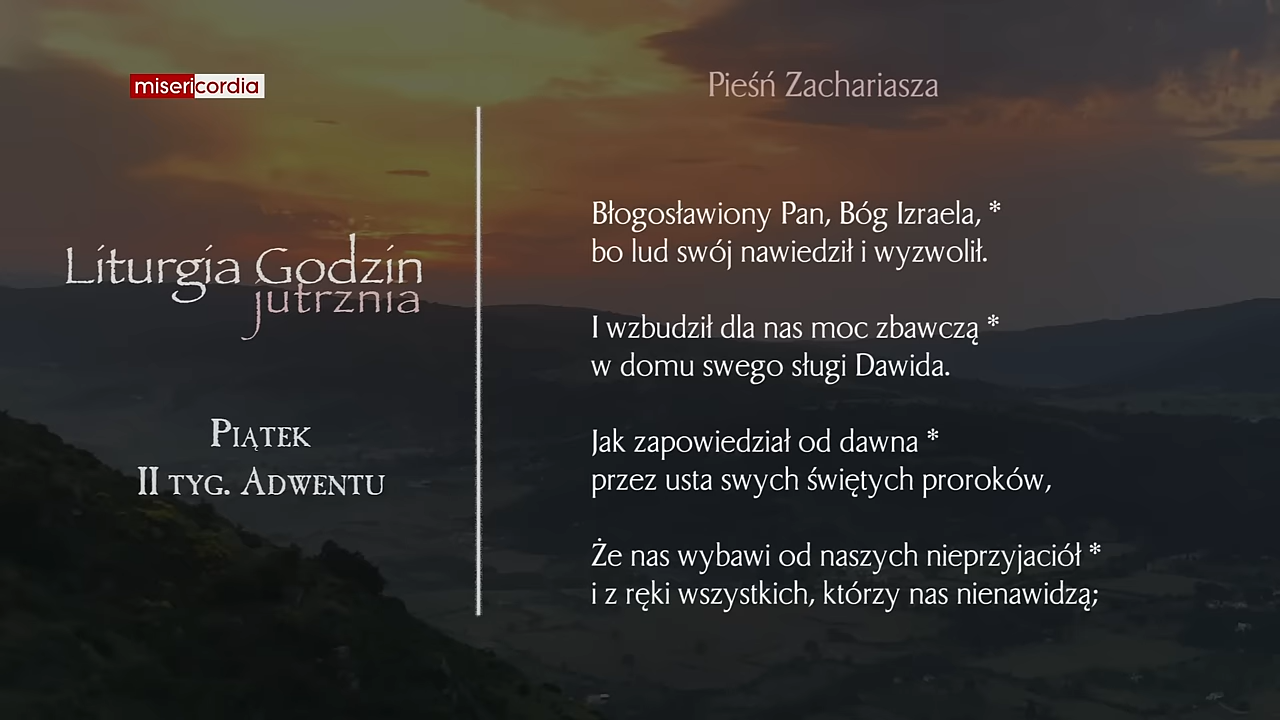 misericordia
Liturgia Godzin
jutrznia
Piątek
II tyg. Adwentu
Pieśń Zachariasza
Błogosławiony Pan, Bóg Izraela, *
bo lud swój nawiedził i wyzwolił.
I wzbudził dla nas moc zbawczą *
w domu swego sługi Dawida.
Jak zapowiedział od dawna *
przez usta swych świętych proroków,
Że nas wybawi od naszych nieprzyjaciół *
i z ręki wszystkich, którzy nas nienawidzą;